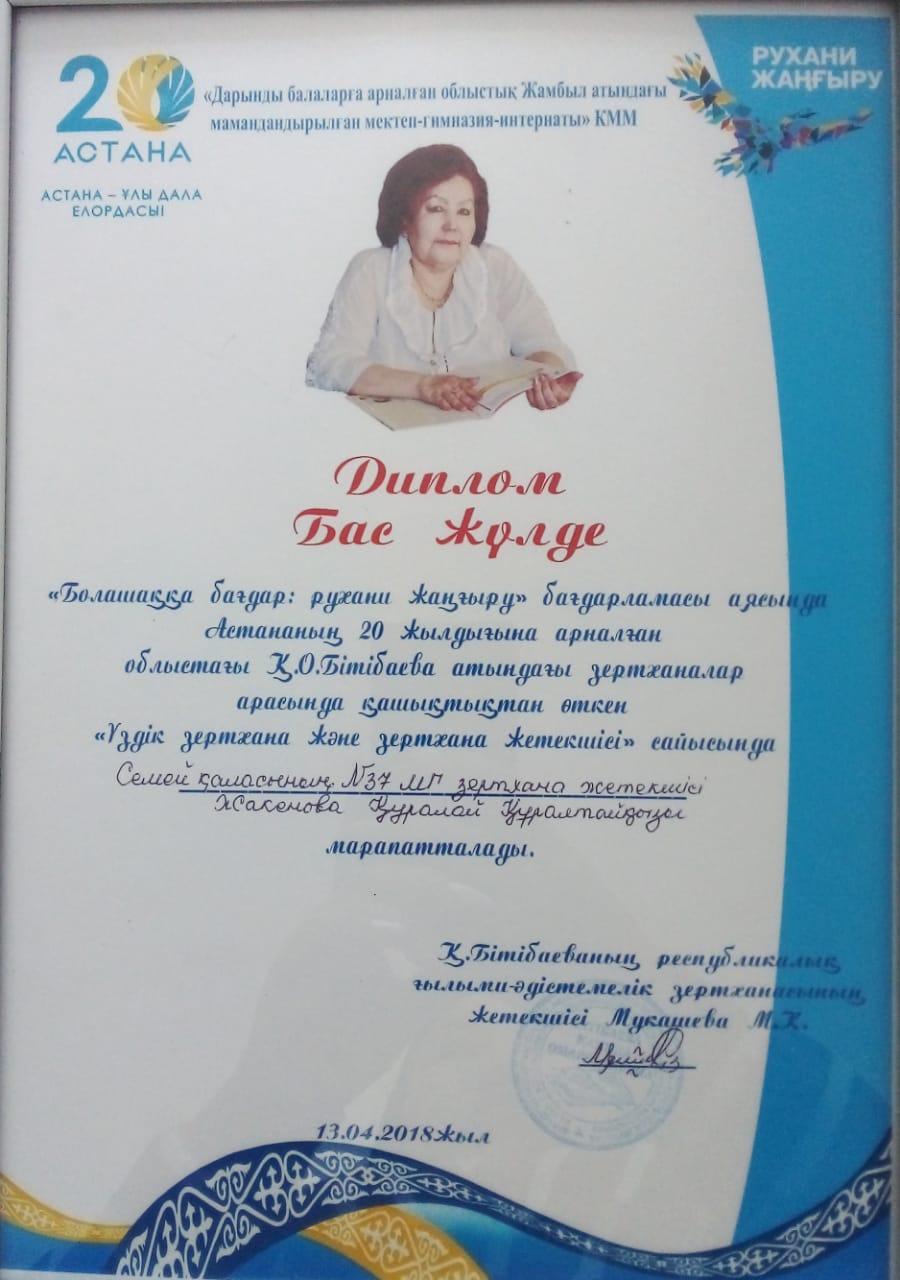 20
АСТАНА
АСТАНА – ҰЛЫ ДАЛА
ЕЛОРДАСЫ
«Дарынды балаларға арналған облыстық Жамбыл атындағы
мамандандырылған мектеп-гимназия-интернаты» КММ
РУХАНИ
ЖАҢҒЫРУ
Диплом
Бас жүлде
«Болашаққа бағдар: рухани жаңғыру» бағдарламасы аясында
Астананың 20 жылдығына арналған
облыстағы Қ.О.Бітібаева атындағы зертханалар
арасында қашықтықтан өткен
«Үздік зертхана және зертхана жетекшісі» сайысында
Семей қаласының №37 МГ зертхана жетекшісі
Жакенова Құралай Құралтайқызы
марапатталады.
Қ.Бітібаеваның республикалық
ғылыми-әдістемелік зертханасының
жетекшісі Мукашева М.Қ.
13.04.2018жыл